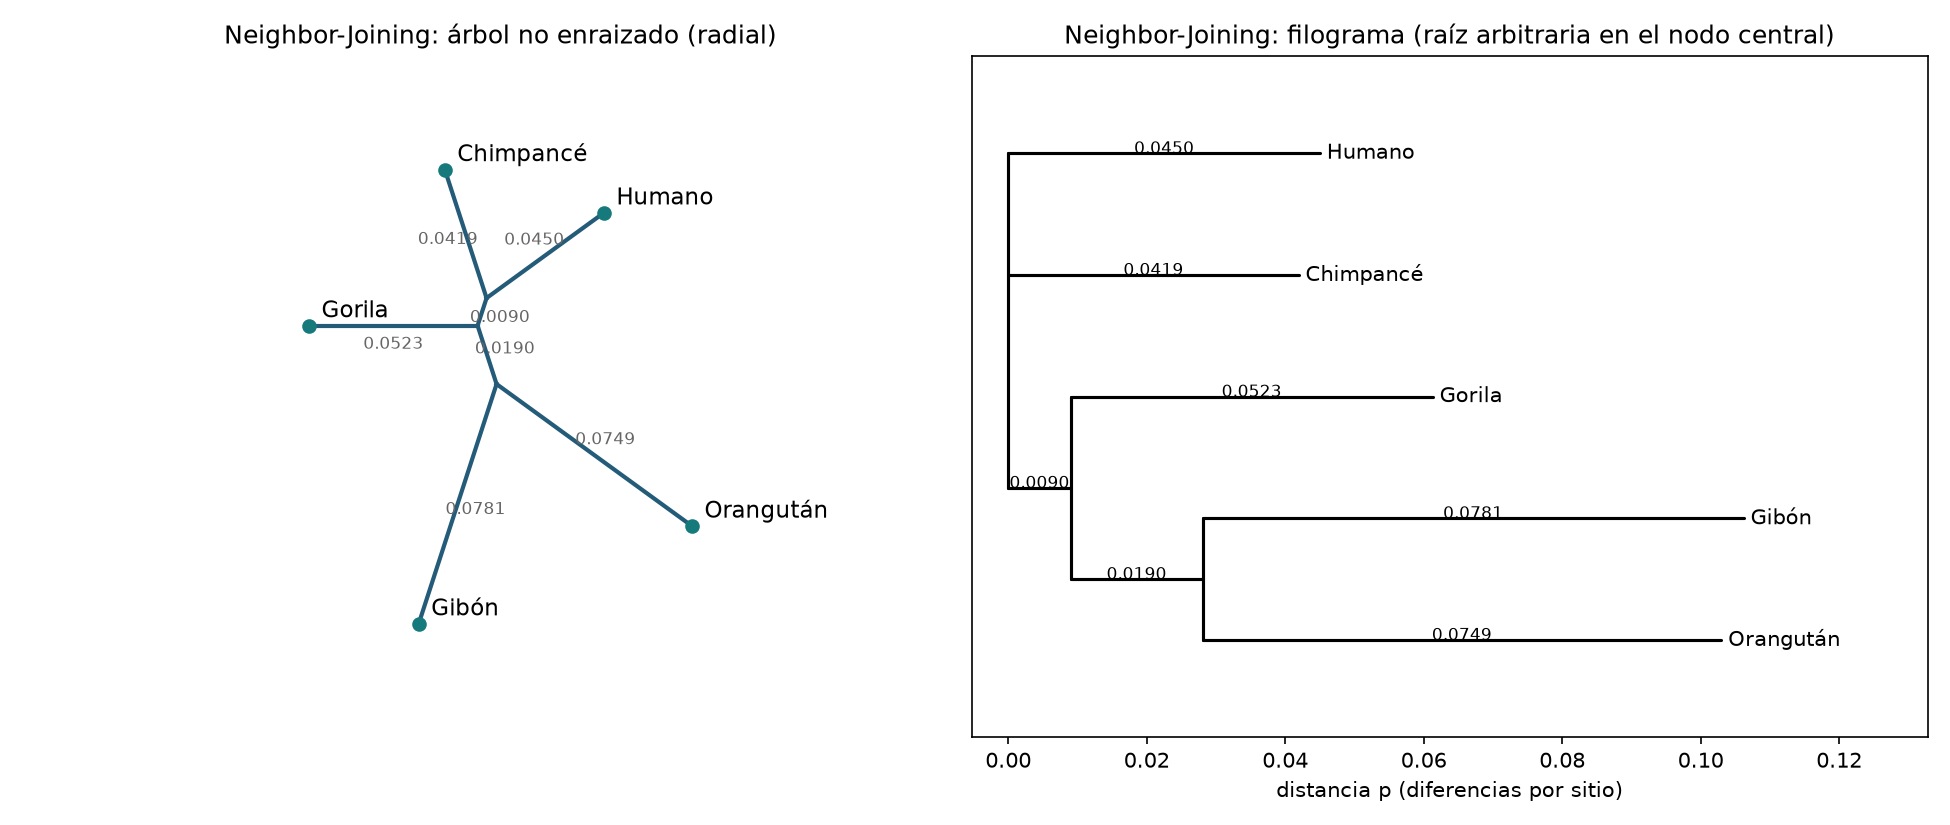 Neighbor-Joining: árbol no enraizado (radial)
Chimpancé
Humano
0.0419
0.0450
Gorila
0.0090
0.0523
0.0190
0.0749
0.0781
Orangután
Gibón
Neighbor-Joining: filograma (raíz arbitraria en el nodo central)
0.0450
Humano
0.0419
Chimpancé
0.0523
Gorila
0.0090
0.0781
Gibón
0.0190
0.0749
Orangután
0.00 0.02 0.04 0.06 0.08 0.10 0.12
distancia p (diferencias por sitio)